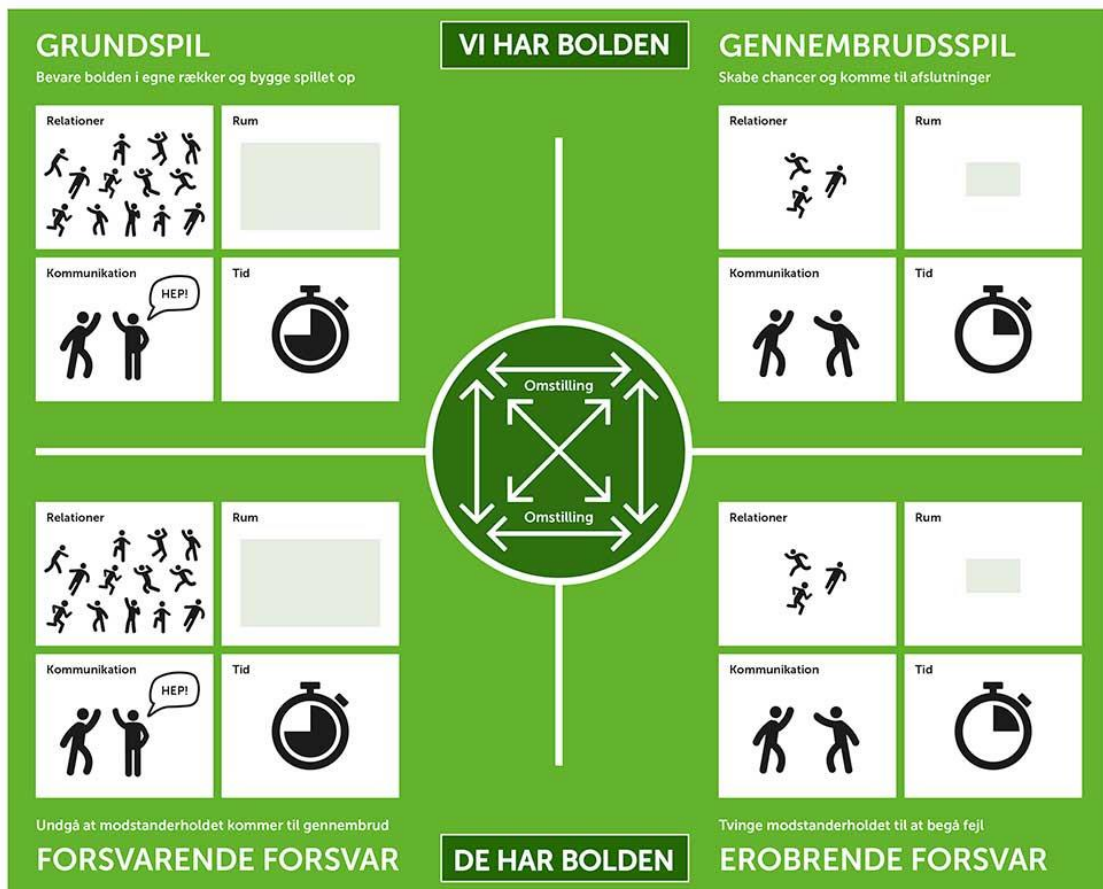 VI HAR BOLDEN
GRUNDSPIL
Bevare bolden i egne rækker og bygge spillet op
Relationer
Rum
Kommunikation
HEP!
Tid
GENNEMBRUDSSPIL
Skabe chancer og komme til afslutninger
Relationer
Rum
Kommunikation
Tid
Omstilling
Omstilling
Relationer
Rum
Kommunikation
HEP!
Tid
Undgå at modstanderholdet kommer til gennembrud
FORSVARENDE FORSVAR
Relationer
Rum
Kommunikation
Tid
Tvinge modstanderholdet til at begå fejl
EROBRENDE FORSVAR
DE HAR BOLDEN